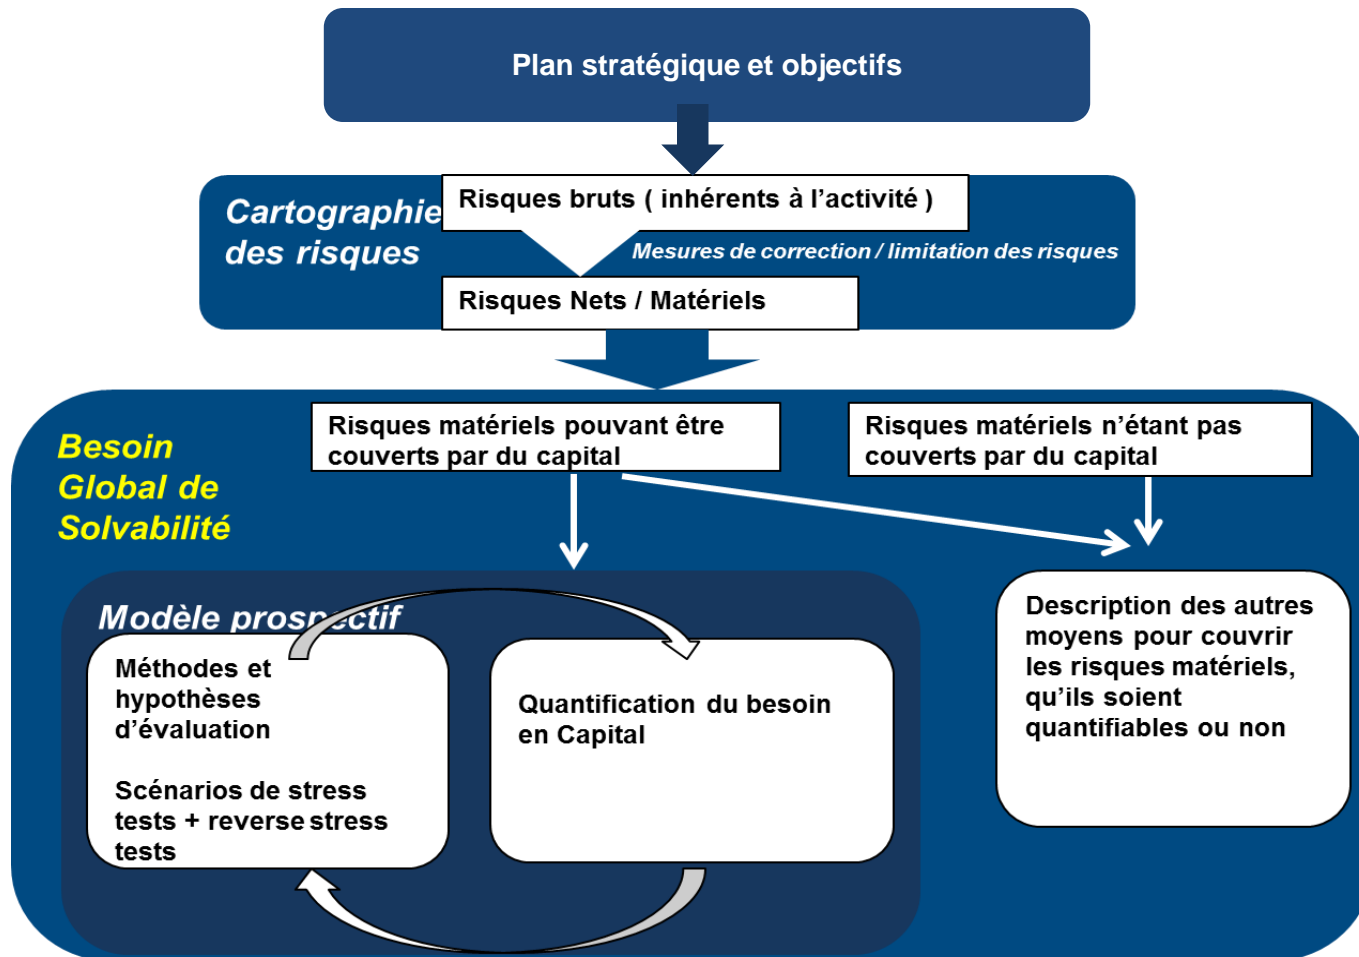 Plan stratégique et objectifs
Cartographie
des risques
Risques bruts ( inhérents à l’activité )
Mesures de correction / limitation des risques
Risques Nets / Matériels
Besoin
Global de
Solvabilité
Risques matériels pouvant être
couverts par du capital
Risques matériels n’étant pas
couverts par du capital
Modèle prospectif
Méthodes et
hypothèses
d’évaluation
Scénarios de stress
tests + reverse stress
tests
Quantification du besoin
en Capital
Description des autres
moyens pour couvrir
les risques matériels,
qu’ils soient
quantifiables ou non